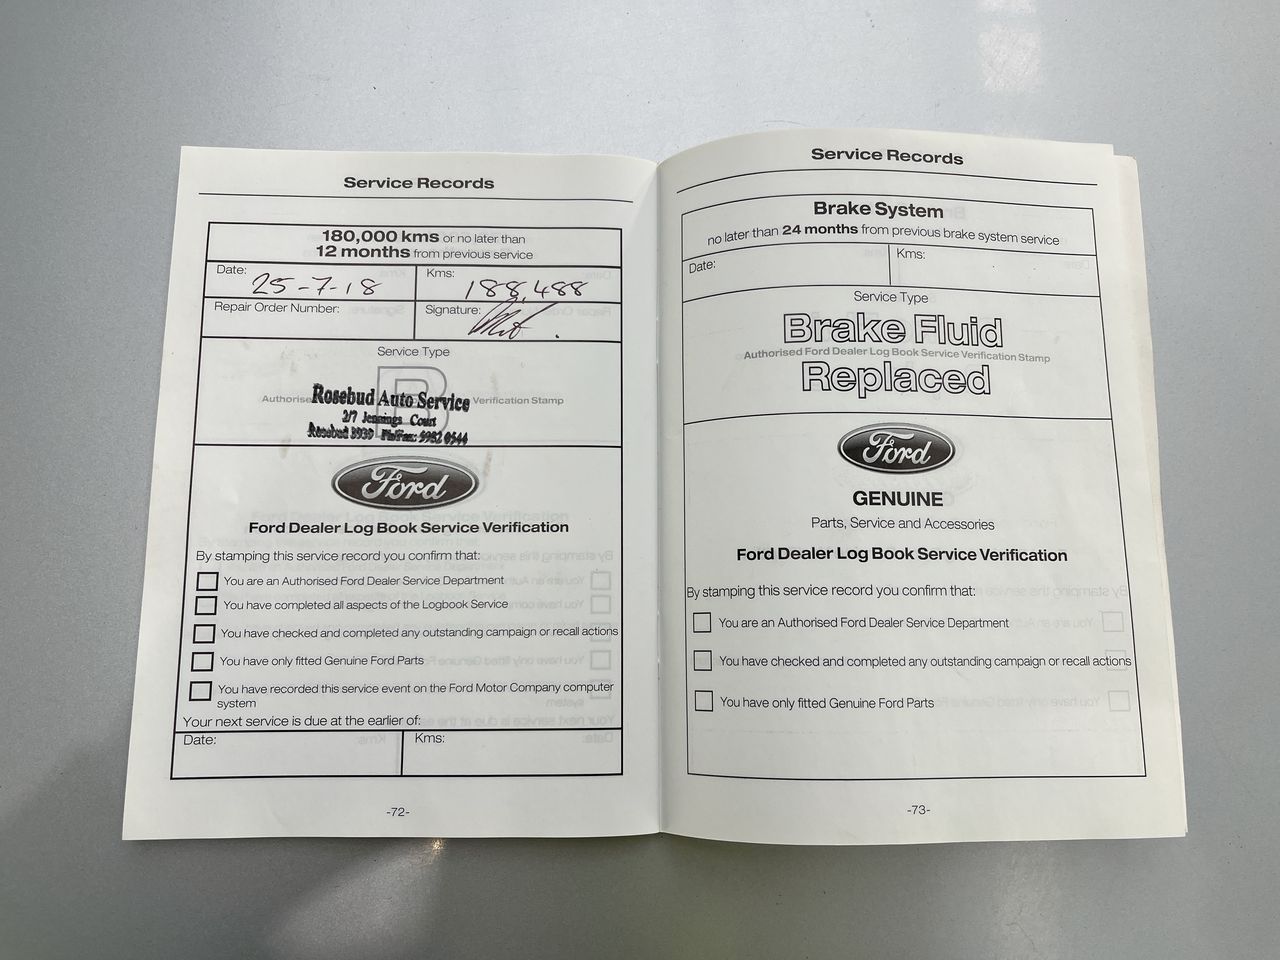 Service Records
180,000 kms or no later than
12 months from previous service
Date: 25-7-18
Kms: 188,488
Repair Order Number:
Signature:
Service Type
B
Rosebud Auto Service
2/7 Jennings Court
Rosebud 3939 Ph/Fax: 5982 0544
Authorise Verification Stamp
Ford
Ford Dealer Log Book Service Verification
By stamping this service record you confirm that:
You are an Authorised Ford Dealer Service Department
You have completed all aspects of the Logbook Service
You have checked and completed any outstanding campaign or recall actions
You have only fitted Genuine Ford Parts
You have recorded this service event on the Ford Motor Company computer
system
Your next service is due at the earlier of:
Date:
Kms:
-72-
Service Records
Brake System
no later than 24 months from previous brake system service
Date:
Kms:
Service Type
Brake Fluid
Authorised Ford Dealer Log Book Service Verification Stamp
Replaced
Ford
GENUINE
Parts, Service and Accessories
Ford Dealer Log Book Service Verification
By stamping this service record you confirm that:
You are an Authorised Ford Dealer Service Department
You have checked and completed any outstanding campaign or recall actions
You have only fitted Genuine Ford Parts
-73-